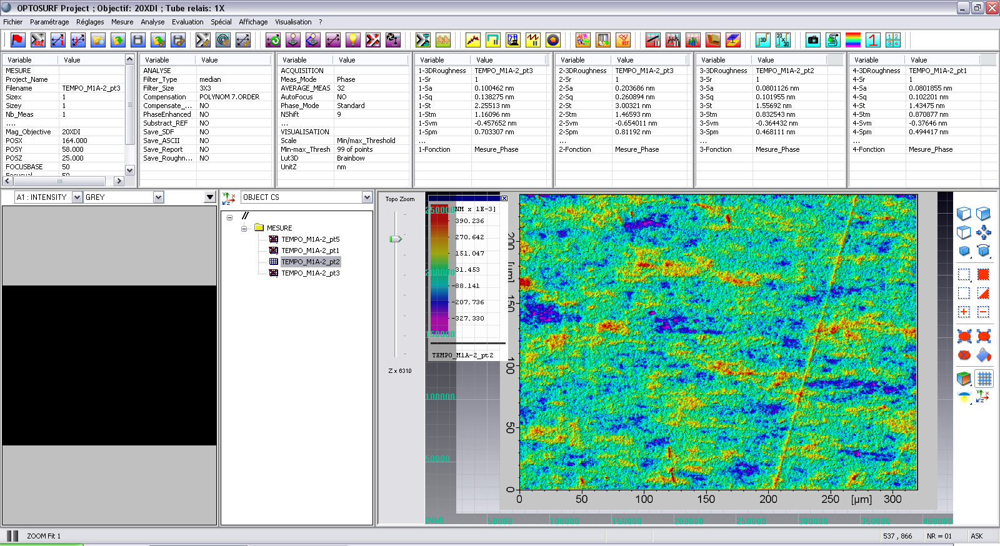 OPTOSURF Project ; Objectif: 20XDI ; Tube relais: 1X
Fichier Paramétrage Réglages Mesure Analyse Evaluation Spécial Affichage Visualisation ?
Variable Value
MESURE
Project_Name
Filename TEMPO_M1A-2_pt3
Sizex 1
Sizey 1
Nb_Meas 1
....
Mag_Objective 20XDI
POSX 164.000
POSY 58.000
POSZ 25.000
FOCUSBASE 50
Variable Value
ANALYSE
Filter_Type median
Filter_Size 3X3
Compensation POLYNOM 7.ORDER
Compensate_... NO
PhaseEnhanced NO
Substract_REF NO
Save_SDF NO
Save_ASCII NO
Save_Report NO
Save_Roughn... NO
Variable Value
ACQUISITION
Meas_Mode Phase
AVERAGE_MEAS 32
AutoFocus NO
Phase_Mode Standard
NShift 9
...
VISUALISATION
Scale Min/max_Threshold
Min-max_Thresh 99 of points
Lut3D Brainbow
UnitZ nm
Variable Value
1-3DRoughness TEMPO_M1A-2_pt3
1-Sr 1
1-Sa 0.100462 nm
1-Sq 0.138275 nm
1-St 2.25513 nm
1-Stm 1.16096 nm
1-Svm -0.457652 nm
1-Spm 0.703307 nm
...
1-Fonction Mesure_Phase
Variable Value
2-3DRoughness TEMPO_M1A-2_pt3
2-Sr 1
2-Sa 0.203686 nm
2-Sq 0.260894 nm
2-St 3.00321 nm
2-Stm 1.46593 nm
2-Svm -0.654011 nm
2-Spm 0.81192 nm
...
2-Fonction Mesure_Phase
Variable Value
3-3DRoughness TEMPO_M1A-2_pt2
3-Sr 1
3-Sa 0.0801126 nm
3-Sq 0.101955 nm
3-St 1.55692 nm
3-Stm 0.832543 nm
3-Svm -0.364432 nm
3-Spm 0.468111 nm
...
3-Fonction Mesure_Phase
Variable Value
4-3DRoughness TEMPO_M1A-2_pt1
4-Sr 1
4-Sa 0.0801855 nm
4-Sq 0.102201 nm
4-St 1.43475 nm
4-Stm 0.870877 nm
4-Svm -0.37646 nm
4-Spm 0.494417 nm
...
4-Fonction Mesure_Phase
A1 : INTENSITY GREY
OBJECT CS
//
MESURE
TEMPO_M1A-2_pt5
TEMPO_M1A-2_pt1
TEMPO_M1A-2_pt2
TEMPO_M1A-2_pt3
Topo Zoom
Z x 6310
[NM x 1E-3]
390.236
270.642
151.047
31.453
-88.141
-207.736
-327.330
TEMPO_M1A-2_pt2
250000
200000
150000
100000
50000
[NM] 50000 100000 150000 200000 250000 300000 350000 400000
200
[µm]
150
100
50
0
0 50 100 150 200 250 [µm] 300
ZOOM Fit 1
537 , 866 NR = 01 ASK